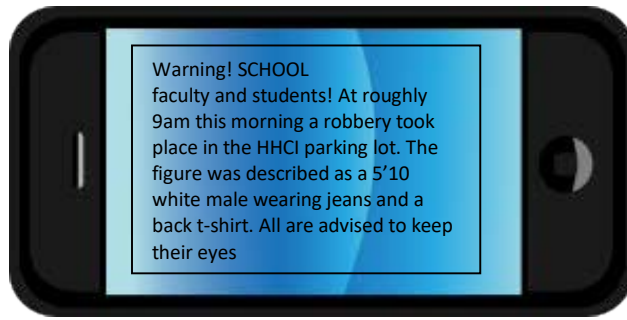 Warning! SCHOOL
faculty and students! At roughly
9am this morning a robbery took
place in the HHCI parking lot. The
figure was described as a 5’10
white male wearing jeans and a
back t-shirt. All are advised to keep
their eyes